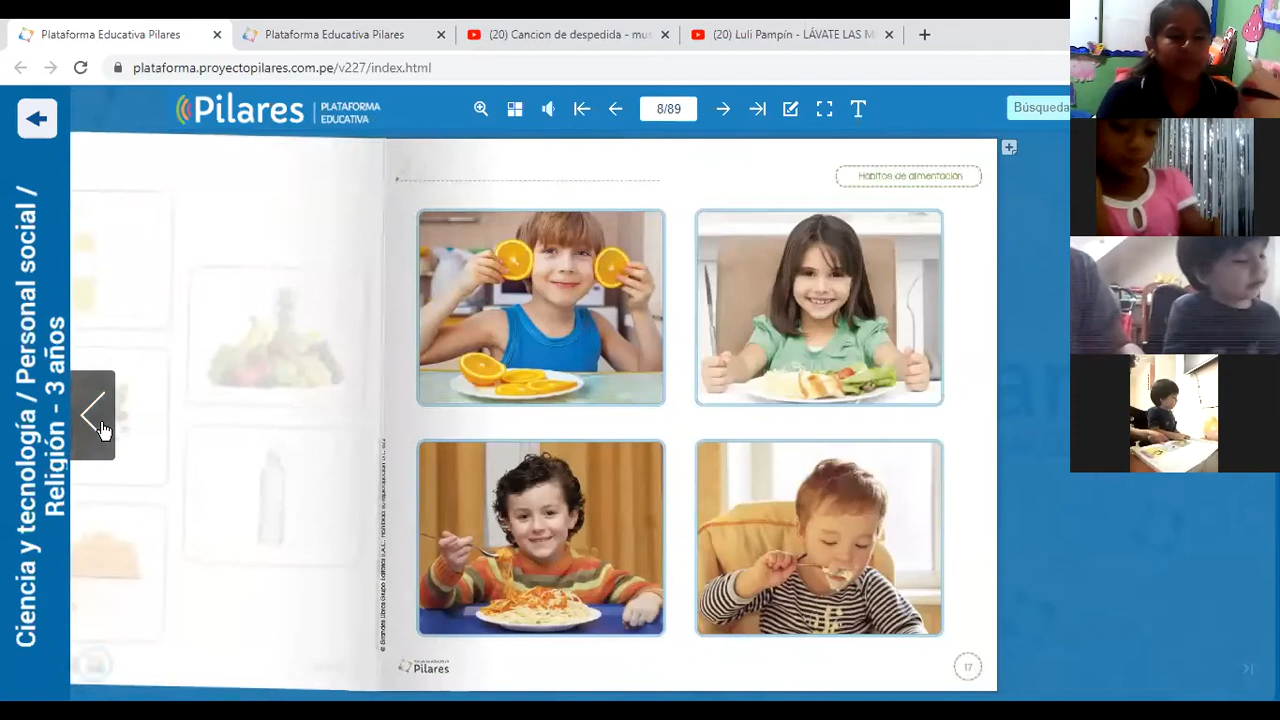 Plataforma Educativa Pilares
Plataforma Educativa Pilares
(20) Cancion de despedida - mus
(20) Luli Pampín - LÁVATE LAS M
plataforma.proyectopilares.com.pe/v227/index.html
Pilares
PLATAFORMA
EDUCATIVA
8/89
T
Búsqueda
Ciencia y tecnología / Personal social /
Religión - 3 años
Hábitos de alimentación
Pilares
17